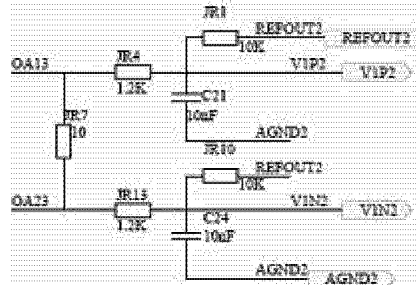 JR1
REFOUT2 REFOUT2
10K
OA13 JR4 V1P2 V1P2
1.2K
C21
10nF
JR7
10
AGND2
JR10
REFOUT2
10K
OA23 JR13 V1N2 V1N2
1.2K
C24
10nF
AGND2 AGND2